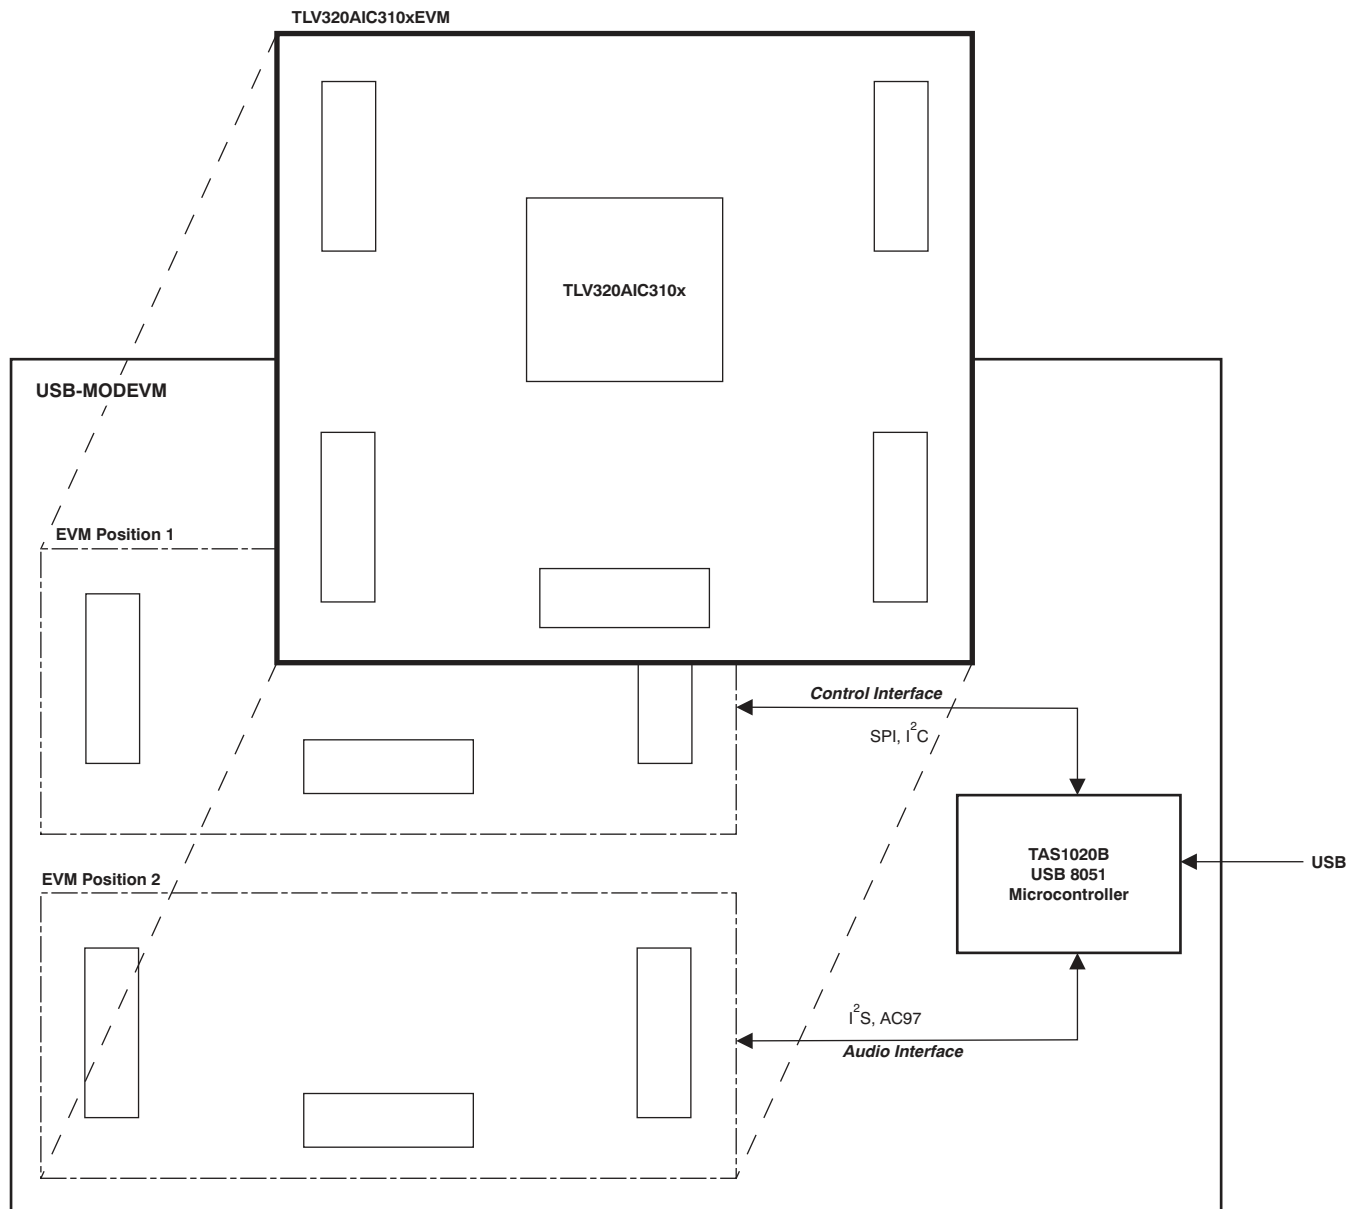 TLV320AIC310xEVM
TLV320AIC310x
USB-MODEVM
EVM Position 1
Control Interface
SPI, I²C
TAS1020B
USB 8051
Microcontroller
USB
EVM Position 2
I²S, AC97
Audio Interface